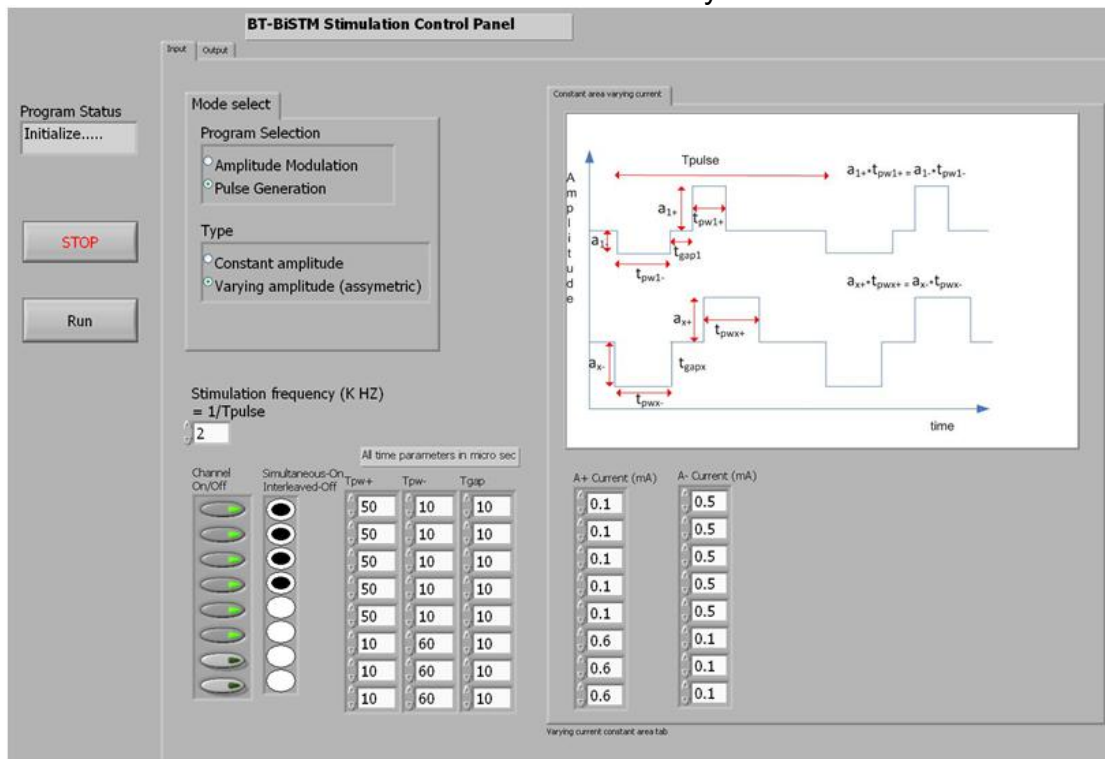 BT-BiSTM Stimulation Control Panel
Input Output
Program Status
Initialize.....
STOP
Run
Mode select
Program Selection
Amplitude Modulation
Pulse Generation
Type
Constant amplitude
Varying amplitude (assymetric)
Stimulation frequency (K HZ)
= 1/Tpulse
2
All time parameters in micro sec
Channel
On/Off
Simultaneous-On
Interleaved-Off
Tpw+ Tpw- Tgap
50 10 10
50 10 10
50 10 10
50 10 10
50 10 10
10 60 10
10 60 10
10 60 10
Constant area varying current
Amplitude
Tpulse
a1+•tpw1+ = a1-•tpw1-
a1+
tpw1+
a1-
tgap1
tpw1-
ax+•tpwx+ = ax-•tpwx-
ax+
tpwx+
ax-
tgapx
tpwx-
time
A+ Current (mA) A- Current (mA)
0.1 0.5
0.1 0.5
0.1 0.5
0.1 0.5
0.1 0.5
0.6 0.1
0.6 0.1
0.6 0.1
Varying current constant area tab